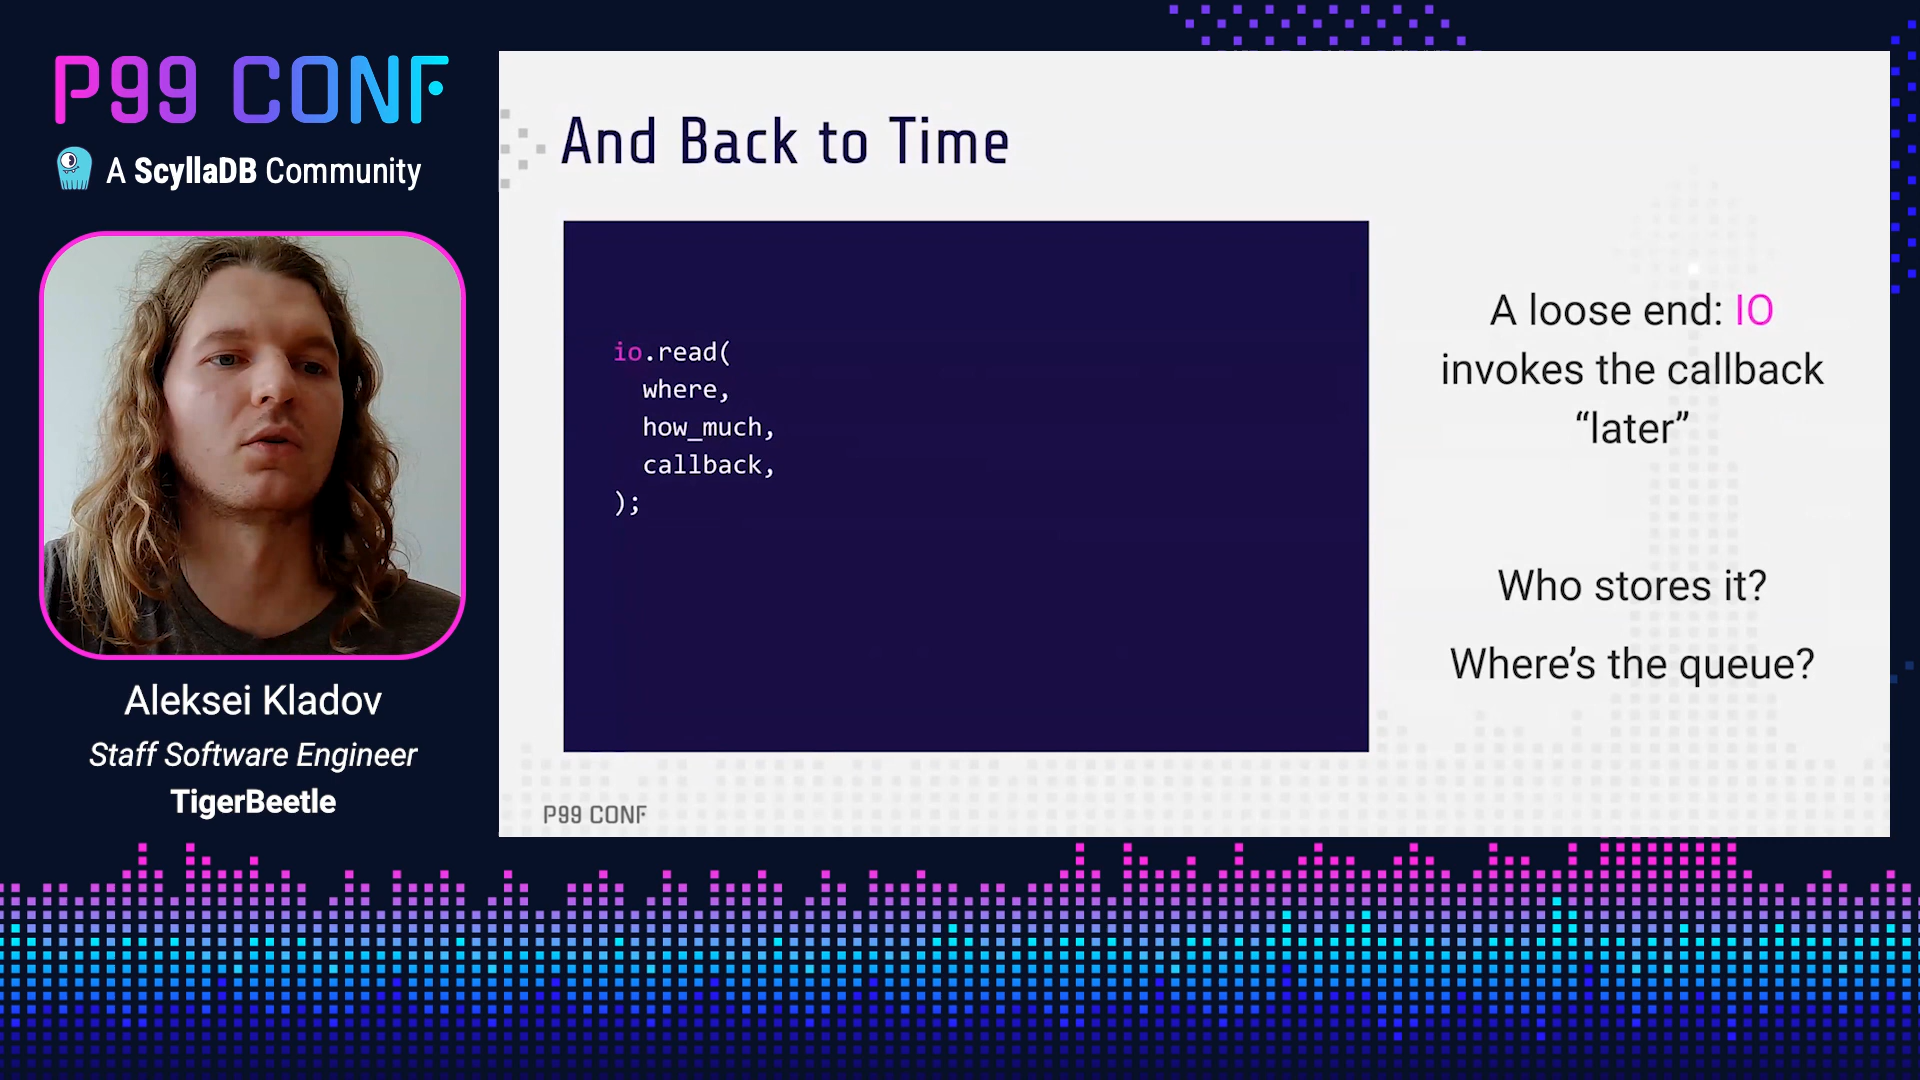 P99 CONF
A ScyllaDB Community
Aleksei Kladov
Staff Software Engineer
TigerBeetle
And Back to Time
io.read(
where,
how_much,
callback,
);
A loose end: IO
invokes the callback
“later”
Who stores it?
Where’s the queue?
P99 CONF